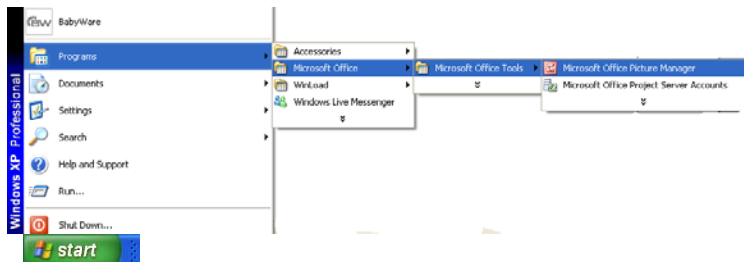 BabyWare
Programs
Documents
Settings
Search
Help and Support
Run...
Shut Down...
start
Windows XP Professional
Accessories
Microsoft Office
WinLoad
Windows Live Messenger
Microsoft Office Tools
Microsoft Office Picture Manager
Microsoft Office Project Server Accounts